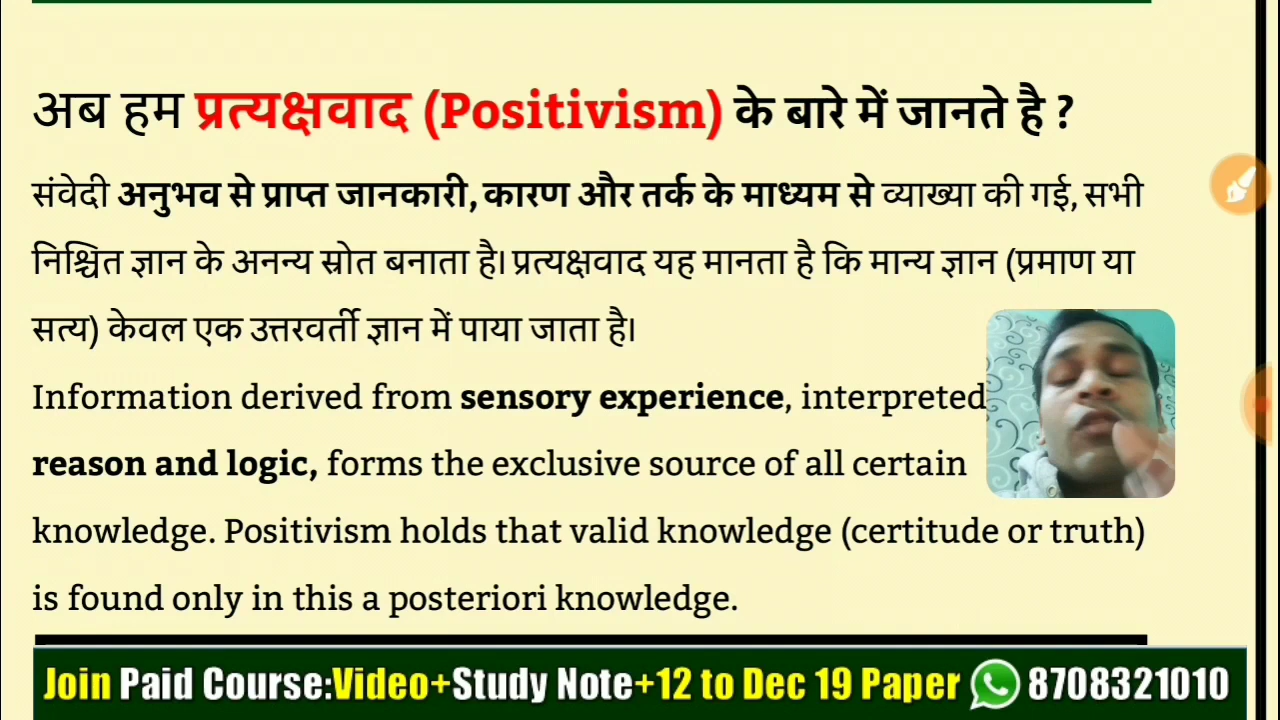 अब हम प्रत्यक्षवाद (Positivism) के बारे में जानते है ?
संवेदी अनुभव से प्राप्त जानकारी, कारण और तर्क के माध्यम से व्याख्या की गई, सभी
निश्चित ज्ञान के अनन्य स्रोत बनाता है। प्रत्यक्षवाद यह मानता है कि मान्य ज्ञान (प्रमाण या
सत्य) केवल एक उत्तरवर्ती ज्ञान में पाया जाता है।
Information derived from sensory experience, interpreted
reason and logic, forms the exclusive source of all certain
knowledge. Positivism holds that valid knowledge (certitude or truth)
is found only in this a posteriori knowledge.
Join Paid Course:Video+Study Note+12 to Dec 19 Paper 8708321010